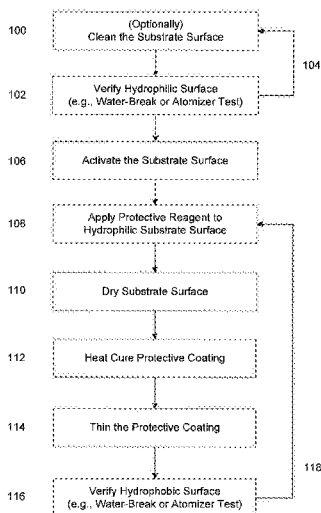 100
(Optionally)
Clean the Substrate Surface
104
102
Verify Hydrophilic Surface
(e.g., Water-Break or Atomizer Test)
106
Activate the Substrate Surface
108
Apply Protective Reagent to
Hydrophilic Substrate Surface
110
Dry Substrate Surface
112
Heat Cure Protective Coating
114
Thin the Protective Coating
118
116
Verify Hydrophobic Surface
(e.g., Water-Break or Atomizer Test)